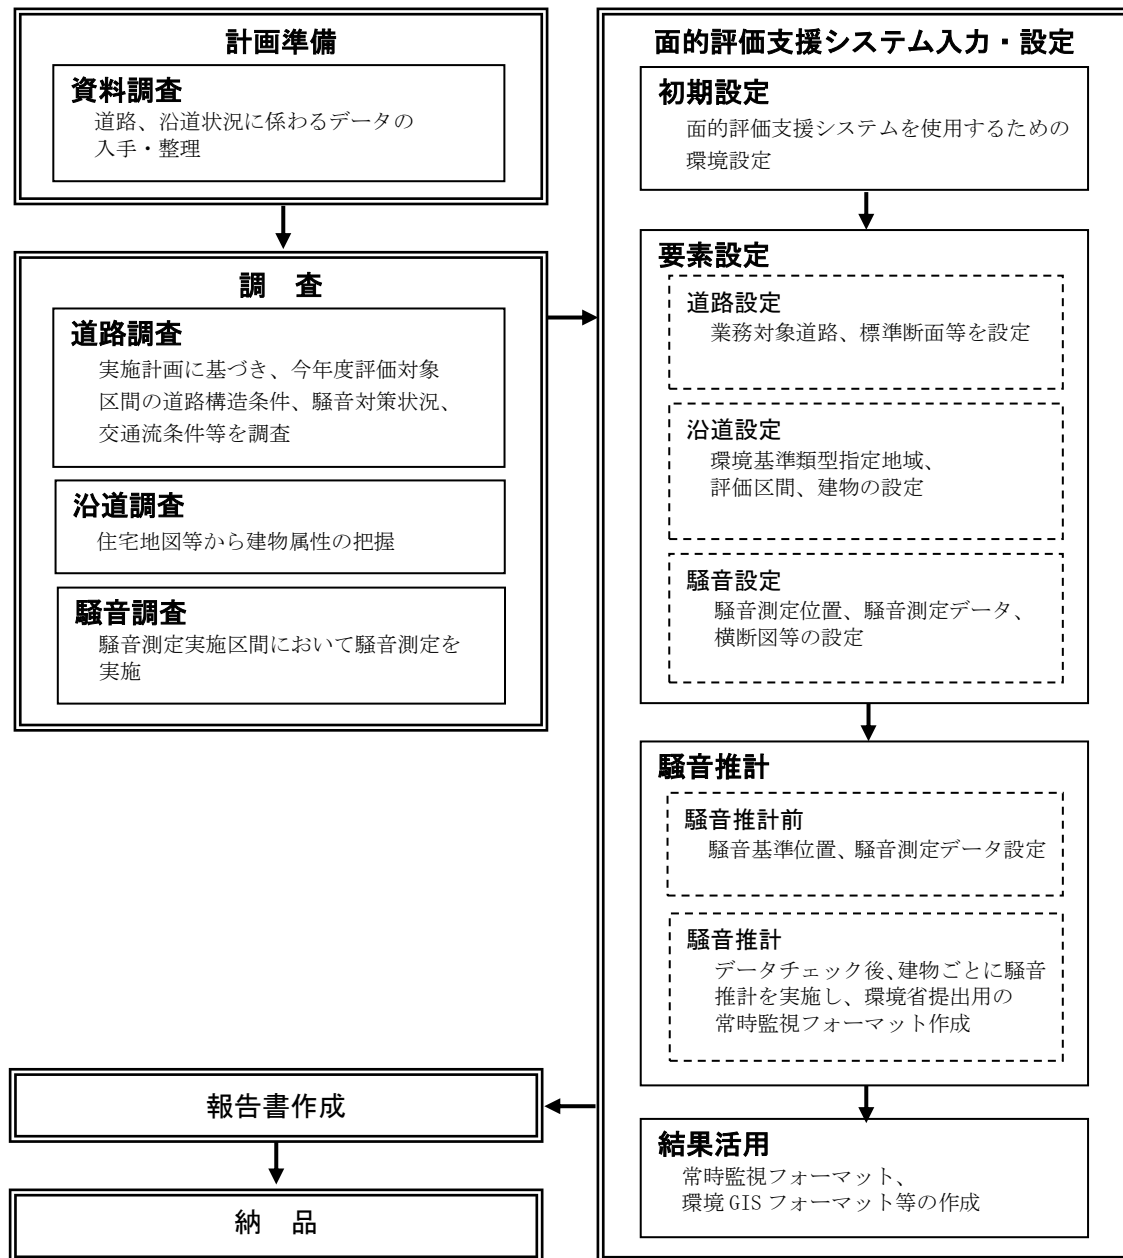 計画準備
資料調査
道路、沿道状況に係わるデータの
入手・整理
調　査
道路調査
実施計画に基づき、今年度評価対象
区間の道路構造条件、騒音対策状況、
交通流条件等を調査
沿道調査
住宅地図等から建物属性の把握
騒音調査
騒音測定実施区間において騒音測定を
実施
面的評価支援システム入力・設定
初期設定
面的評価支援システムを使用するための
環境設定
要素設定
道路設定
業務対象道路、標準断面等を設定
沿道設定
環境基準類型指定地域、
評価区間、建物の設定
騒音設定
騒音測定位置、騒音測定データ、
横断図等の設定
騒音推計
騒音推計前
騒音基準位置、騒音測定データ設定
騒音推計
データチェック後、建物ごとに騒音
推計を実施し、環境省提出用の
常時監視フォーマット作成
結果活用
常時監視フォーマット、
環境 GIS フォーマット等の作成
報告書作成
納　品